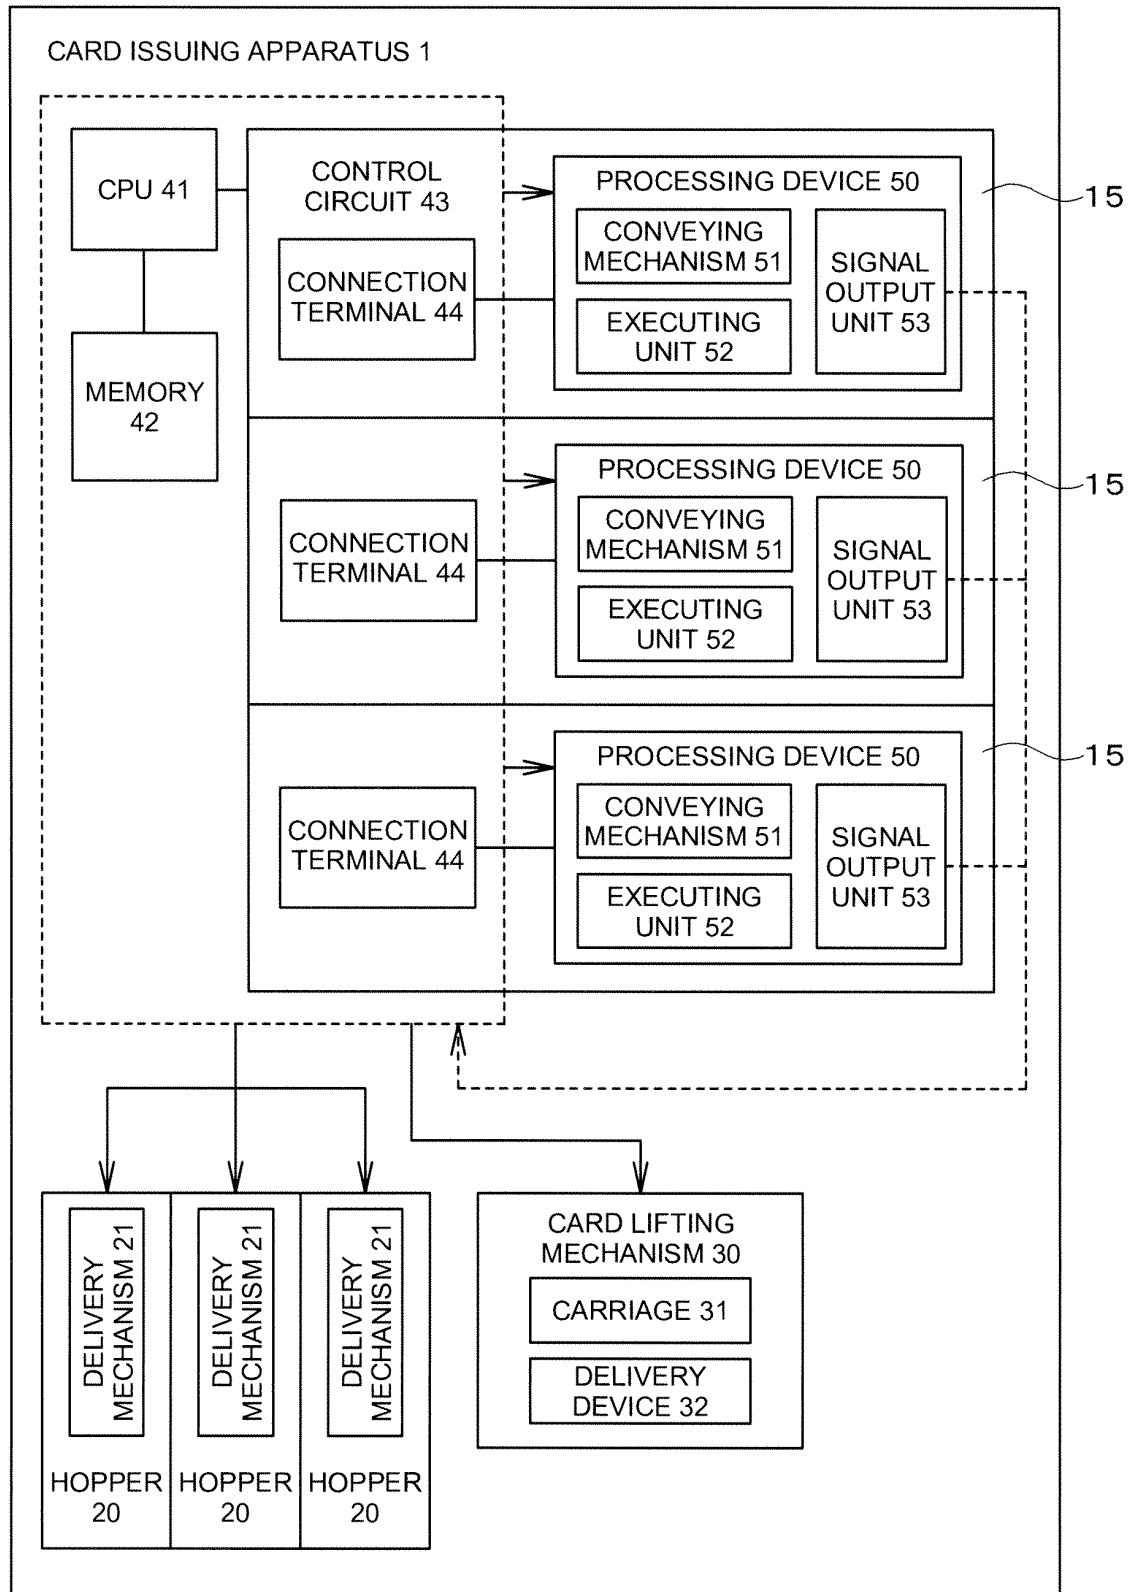 CARD ISSUING APPARATUS 1
CPU 41
MEMORY
42
CONTROL
CIRCUIT 43
CONNECTION
TERMINAL 44
PROCESSING DEVICE 50
CONVEYING
MECHANISM 51
EXECUTING
UNIT 52
SIGNAL
OUTPUT
UNIT 53
15
CONNECTION
TERMINAL 44
PROCESSING DEVICE 50
CONVEYING
MECHANISM 51
EXECUTING
UNIT 52
SIGNAL
OUTPUT
UNIT 53
15
CONNECTION
TERMINAL 44
PROCESSING DEVICE 50
CONVEYING
MECHANISM 51
EXECUTING
UNIT 52
SIGNAL
OUTPUT
UNIT 53
15
DELIVERY
MECHANISM 21
HOPPER
20
DELIVERY
MECHANISM 21
HOPPER
20
DELIVERY
MECHANISM 21
HOPPER
20
CARD LIFTING
MECHANISM 30
CARRIAGE 31
DELIVERY
DEVICE 32